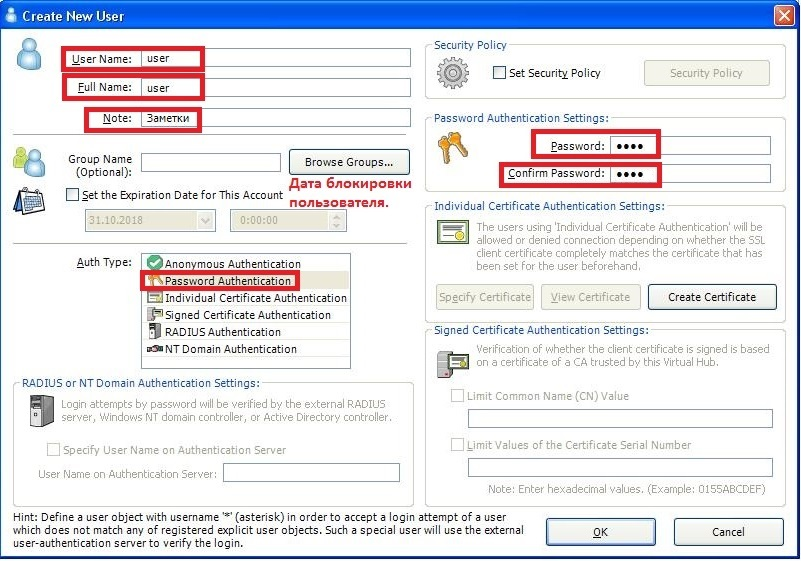 Create New User
User Name: user
Full Name: user
Note: Заметки
Group Name
(Optional):
Browse Groups...
Set the Expiration Date for This Account
Дата блокировки
пользователя.
31.10.2018 0:00:00
Auth Type:
Anonymous Authentication
Password Authentication
Individual Certificate Authentication
Signed Certificate Authentication
RADIUS Authentication
NT Domain Authentication
RADIUS or NT Domain Authentication Settings:
Login attempts by password will be verified by the external RADIUS
server, Windows NT domain controller, or Active Directory controller.
Specify User Name on Authentication Server
User Name on Authentication Server:
Security Policy
Set Security Policy
Security Policy
Password Authentication Settings:
Password: ●●●●
Confirm Password: ●●●●
Individual Certificate Authentication Settings:
The users using 'Individual Certificate Authentication' will be
allowed or denied connection depending on whether the SSL
client certificate completely matches the certificate that has
been set for the user beforehand.
Specify Certificate View Certificate Create Certificate
Signed Certificate Authentication Settings:
Verification of whether the client certificate is signed is based
on a certificate of a CA trusted by this Virtual Hub.
Limit Common Name (CN) Value
Limit Values of the Certificate Serial Number
Note: Enter hexadecimal values. (Example: 0155ABCDEF)
Hint: Define a user object with username '*' (asterisk) in order to accept a login attempt of a user
which does not match any of registered explicit user objects. Such a special user will use the external
user-authentication server to verify the login.
OK Cancel